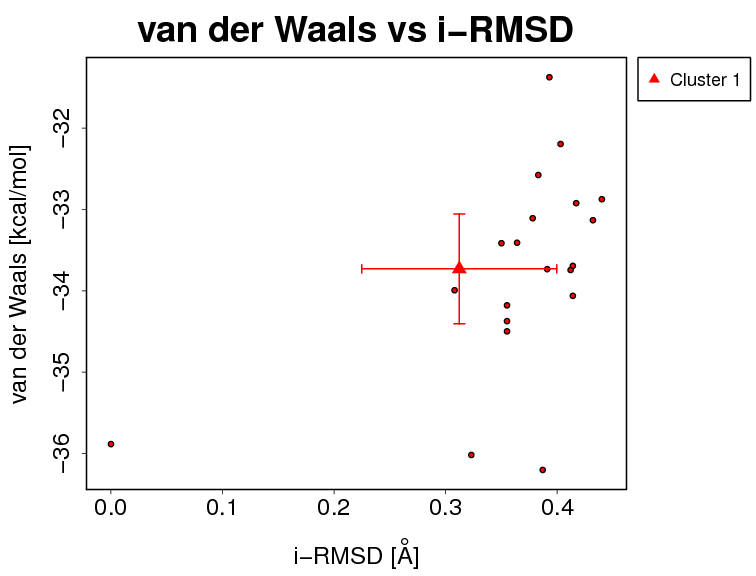 van der Waals vs i−RMSD
Cluster 1
van der Waals [kcal/mol]
−32
−33
−34
−35
−36
0.0 0.1 0.2 0.3 0.4
i−RMSD [Å]